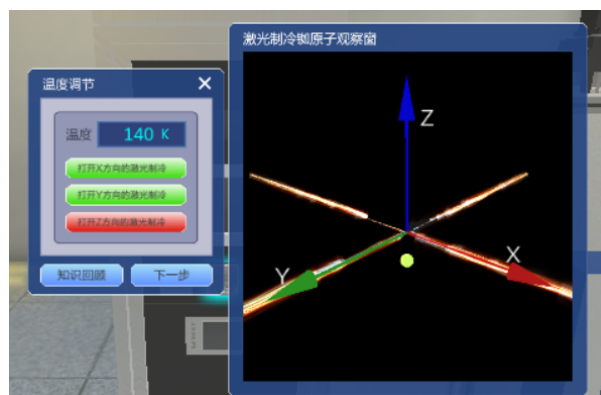 激光制冷铷原子观察窗
温度调节
温度 140 K
打开X方向的激光制冷
打开Y方向的激光制冷
打开Z方向的激光制冷
知识回顾 下一步
Z
Y
X